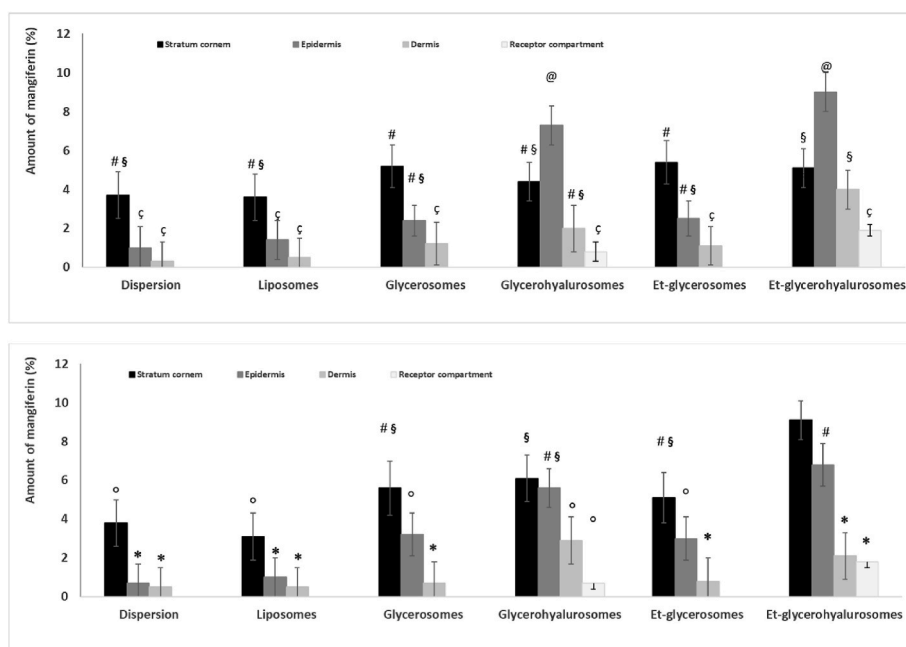 12
10
8
6
4
2
0
Amount of mangiferin (%)
Stratum cornem
Epidermis
Dermis
Receptor compartment
# §
ç
ç
# §
ç
ç
#
# §
ç
# §
@
# §
ç
#
# §
ç
§
@
§
ç
Dispersion
Liposomes
Glycerosomes
Glycerohyalurosomes
Et-glycerosomes
Et-glycerohyalurosomes
12
10
8
6
4
2
0
Amount of mangiferin (%)
Stratum cornem
Epidermis
Dermis
Receptor compartment
°
*
*
°
*
*
# §
°
*
§
# §
°
°
# §
°
*
#
*
*
Dispersion
Liposomes
Glycerosomes
Glycerohyalurosomes
Et-glycerosomes
Et-glycerohyalurosomes